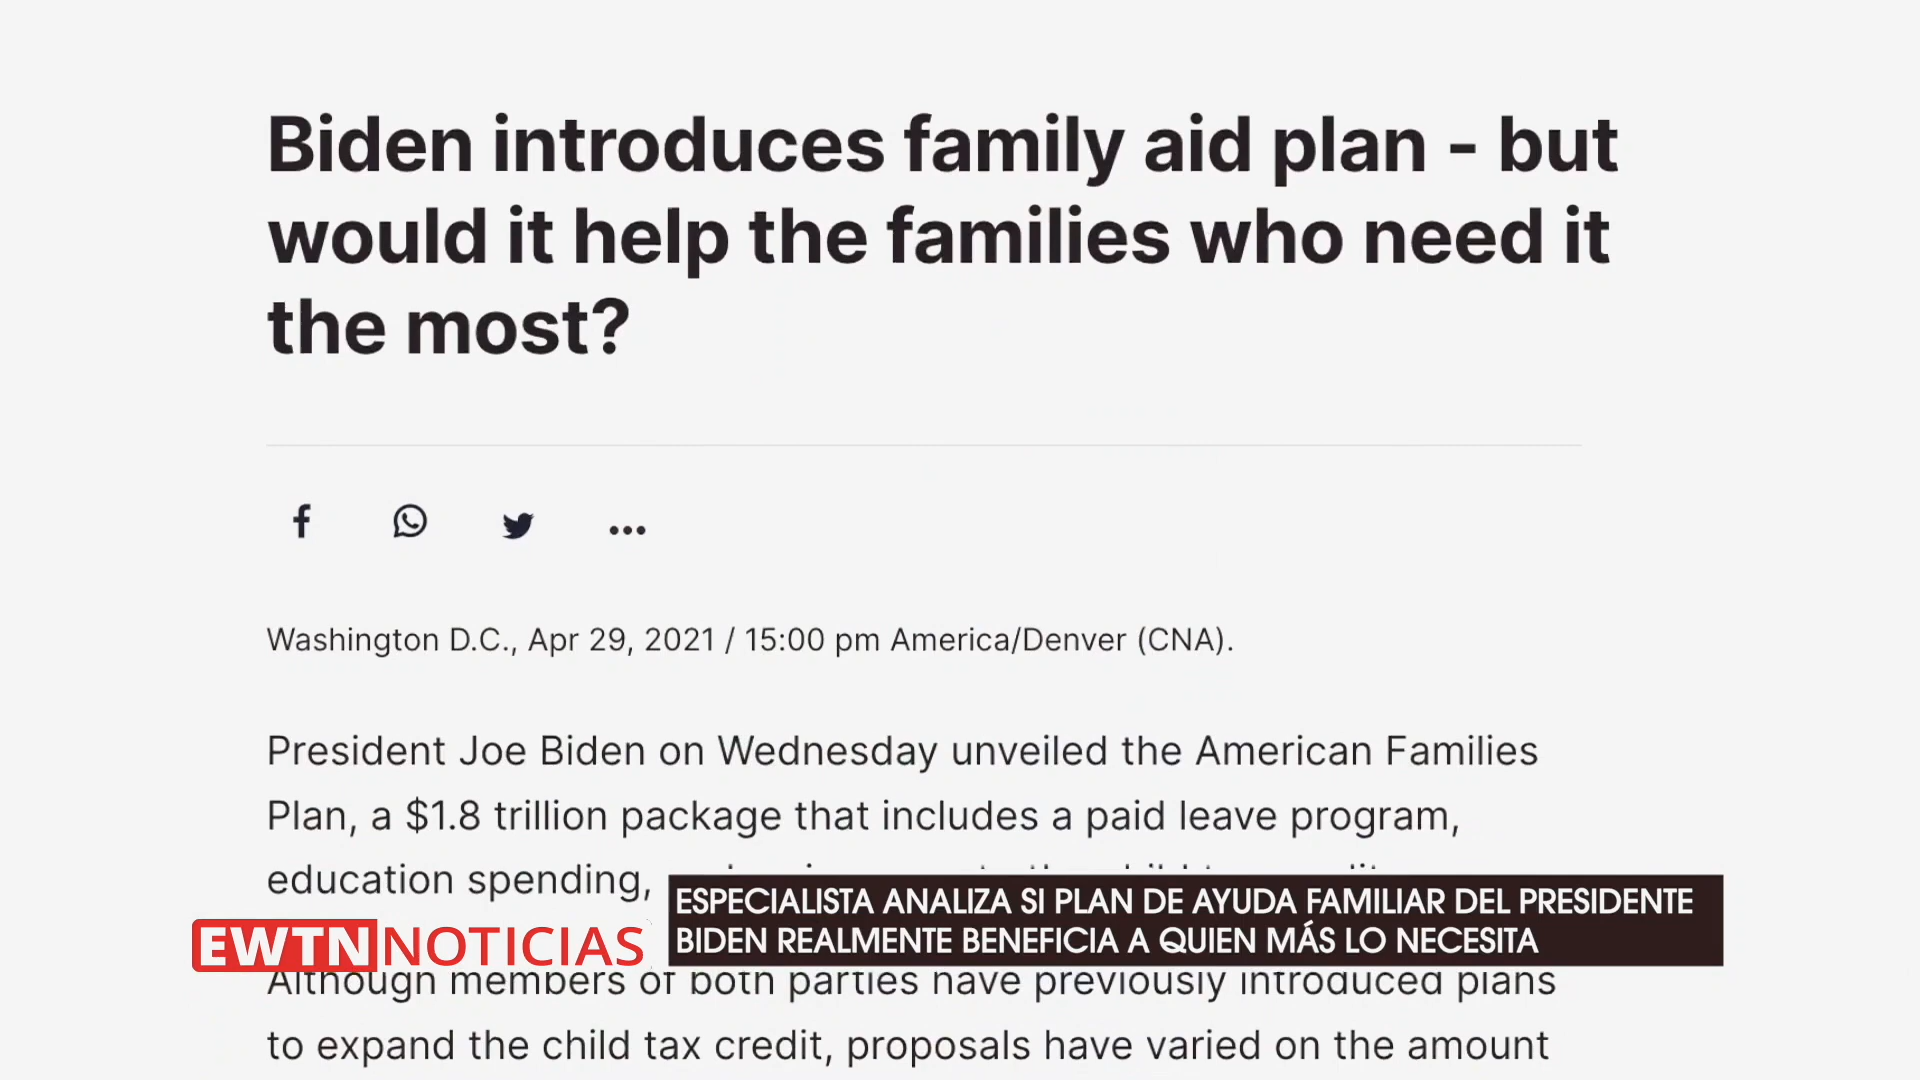 Biden introduces family aid plan - but
would it help the families who need it
the most?
Washington D.C., Apr 29, 2021 / 15:00 pm America/Denver (CNA).
President Joe Biden on Wednesday unveiled the American Families
Plan, a $1.8 trillion package that includes a paid leave program,
education spending,
ESPECIALISTA ANALIZA SI PLAN DE AYUDA FAMILIAR DEL PRESIDENTE
BIDEN REALMENTE BENEFICIA A QUIEN MÁS LO NECESITA
EWTN NOTICIAS
Although members of both parties have previously introduced plans
to expand the child tax credit, proposals have varied on the amount